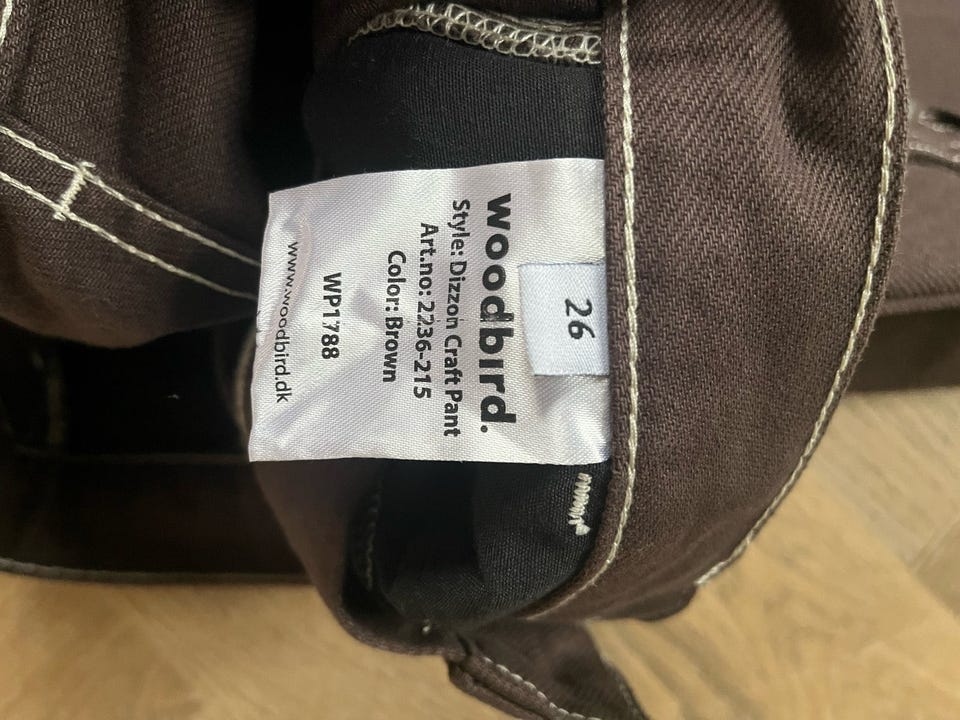 26
woodbird.
Style: Dizzon Craft Pant
Art.no: 2236-215
Color: Brown
WP1788
www.woodbird.dk